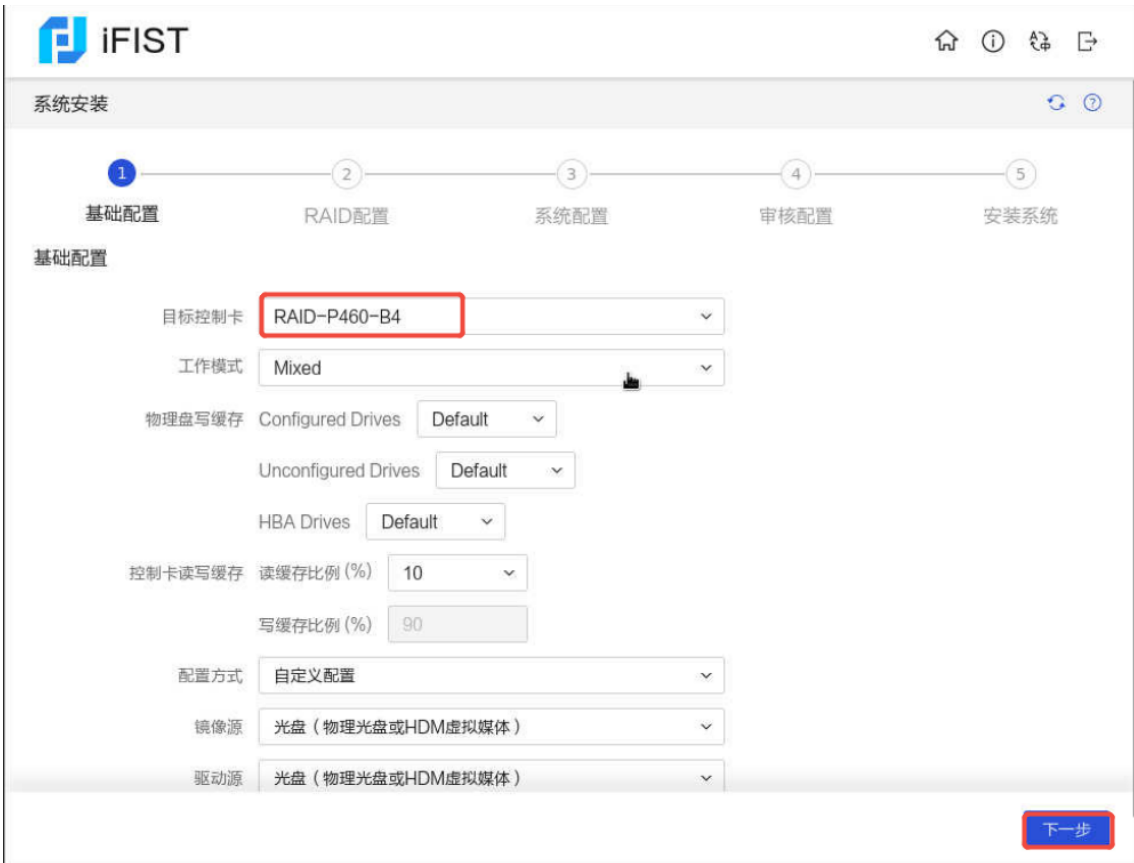 iFIST
系统安装
1 2 3 4 5
基础配置 RAID配置 系统配置 审核配置 安装系统
基础配置
目标控制卡 RAID-P460-B4
工作模式 Mixed
物理盘写缓存 Configured Drives Default
Unconfigured Drives Default
HBA Drives Default
控制卡读写缓存 读缓存比例(%) 10
写缓存比例(%) 90
配置方式 自定义配置
镜像源 光盘（物理光盘或HDM虚拟媒体）
驱动源 光盘（物理光盘或HDM虚拟媒体）
下一步